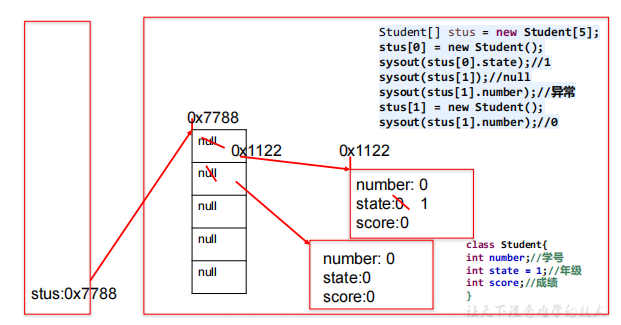 Student[] stus = new Student[5];
stus[0] = new Student();
sysout(stus[0].state);//1
sysout(stus[1]);//null
sysout(stus[1].number);//异常
stus[1] = new Student();
sysout(stus[1].number);//0
0x7788
null
0x1122
0x1122
null
number: 0
state:0 1
score:0
null
null
null
number: 0
state:0
score:0
class Student{
int number;//学号
int state = 1;//年级
int score;//成绩
}
stus:0x7788